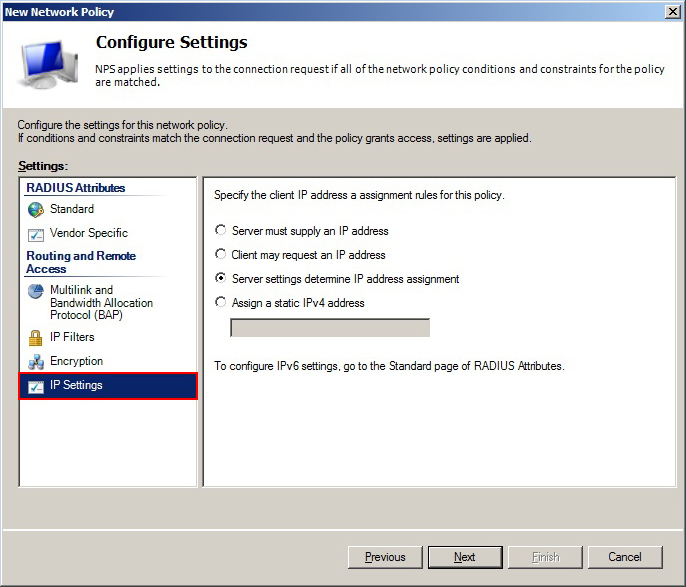 New Network Policy
Configure Settings
NPS applies settings to the connection request if all of the network policy conditions and constraints for the policy
are matched.
Configure the settings for this network policy.
If conditions and constraints match the connection request and the policy grants access, settings are applied.
Settings:
RADIUS Attributes
Standard
Vendor Specific
Routing and Remote
Access
Multilink and
Bandwidth Allocation
Protocol (BAP)
IP Filters
Encryption
IP Settings
Specify the client IP address a assignment rules for this policy.
Server must supply an IP address
Client may request an IP address
Server settings determine IP address assignment
Assign a static IPv4 address
To configure IPv6 settings, go to the Standard page of RADIUS Attributes.
Previous
Next
Finish
Cancel